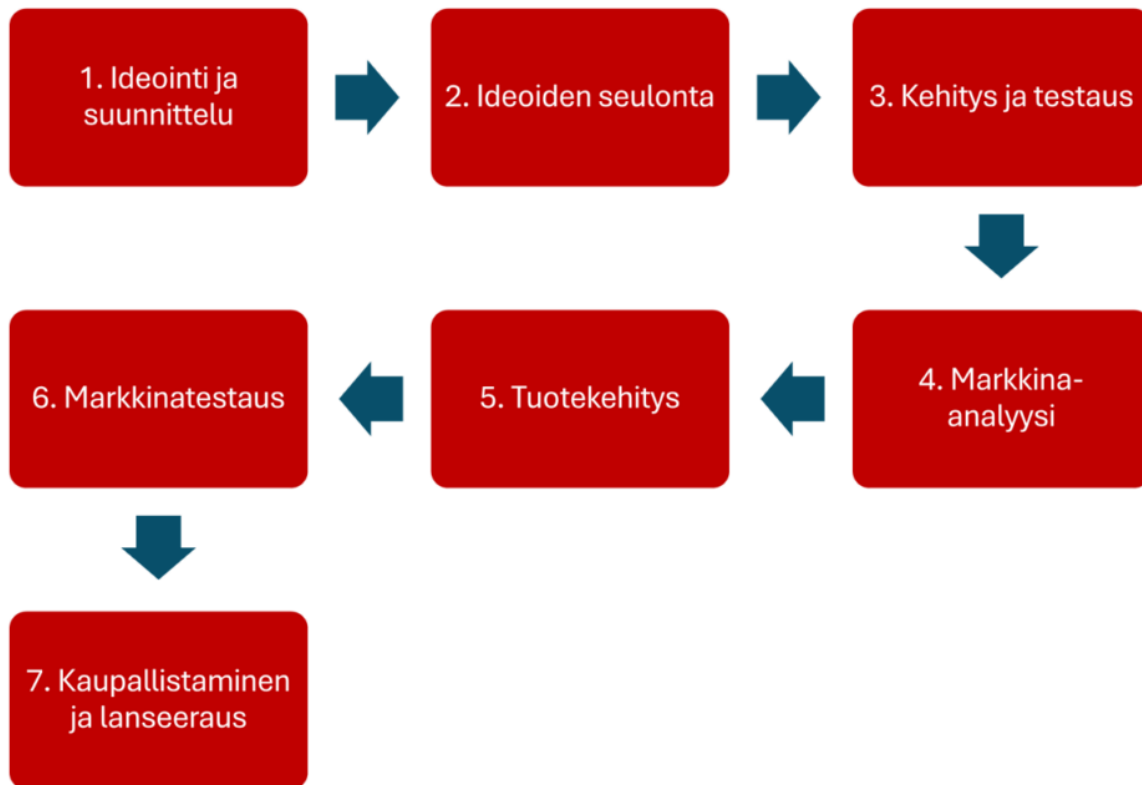 1. Ideointi ja
suunnittelu
2. Ideoiden seulonta
3. Kehitys ja testaus
4. Markkina-
analyysi
5. Tuotekehitys
6. Markkinatestaus
7. Kaupallistaminen
ja lanseeraus